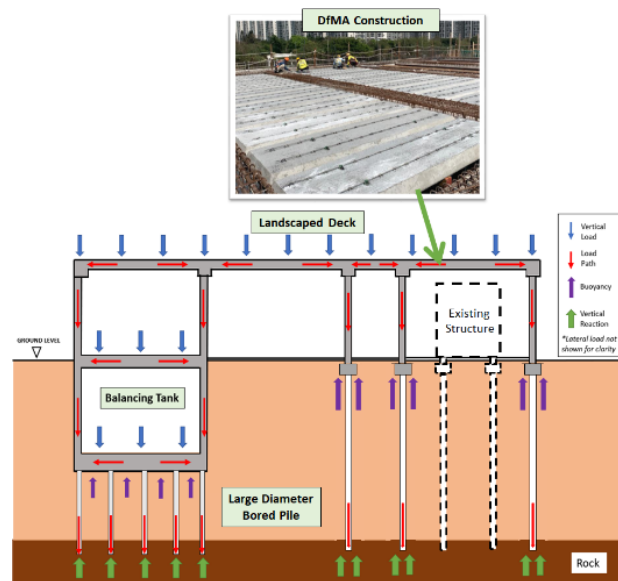 DfMA Construction
Landscaped Deck
Vertical
Load
Load
Path
Buoyancy
Vertical
Reaction
*Lateral load not
shown for clarity
Existing
Structure
GROUND LEVEL
Balancing Tank
Large Diameter
Bored Pile
Rock